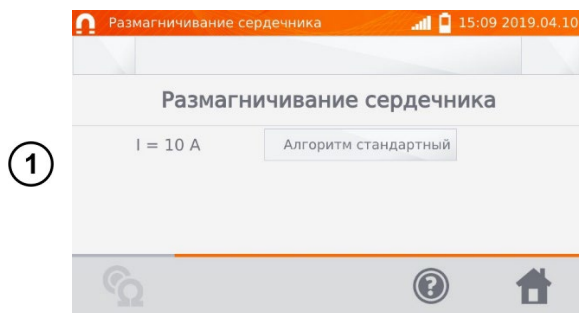 Размагничивание сердечника 15:09 2019.04.10
Размагничивание сердечника
1
I = 10 A Алгоритм стандартный
?